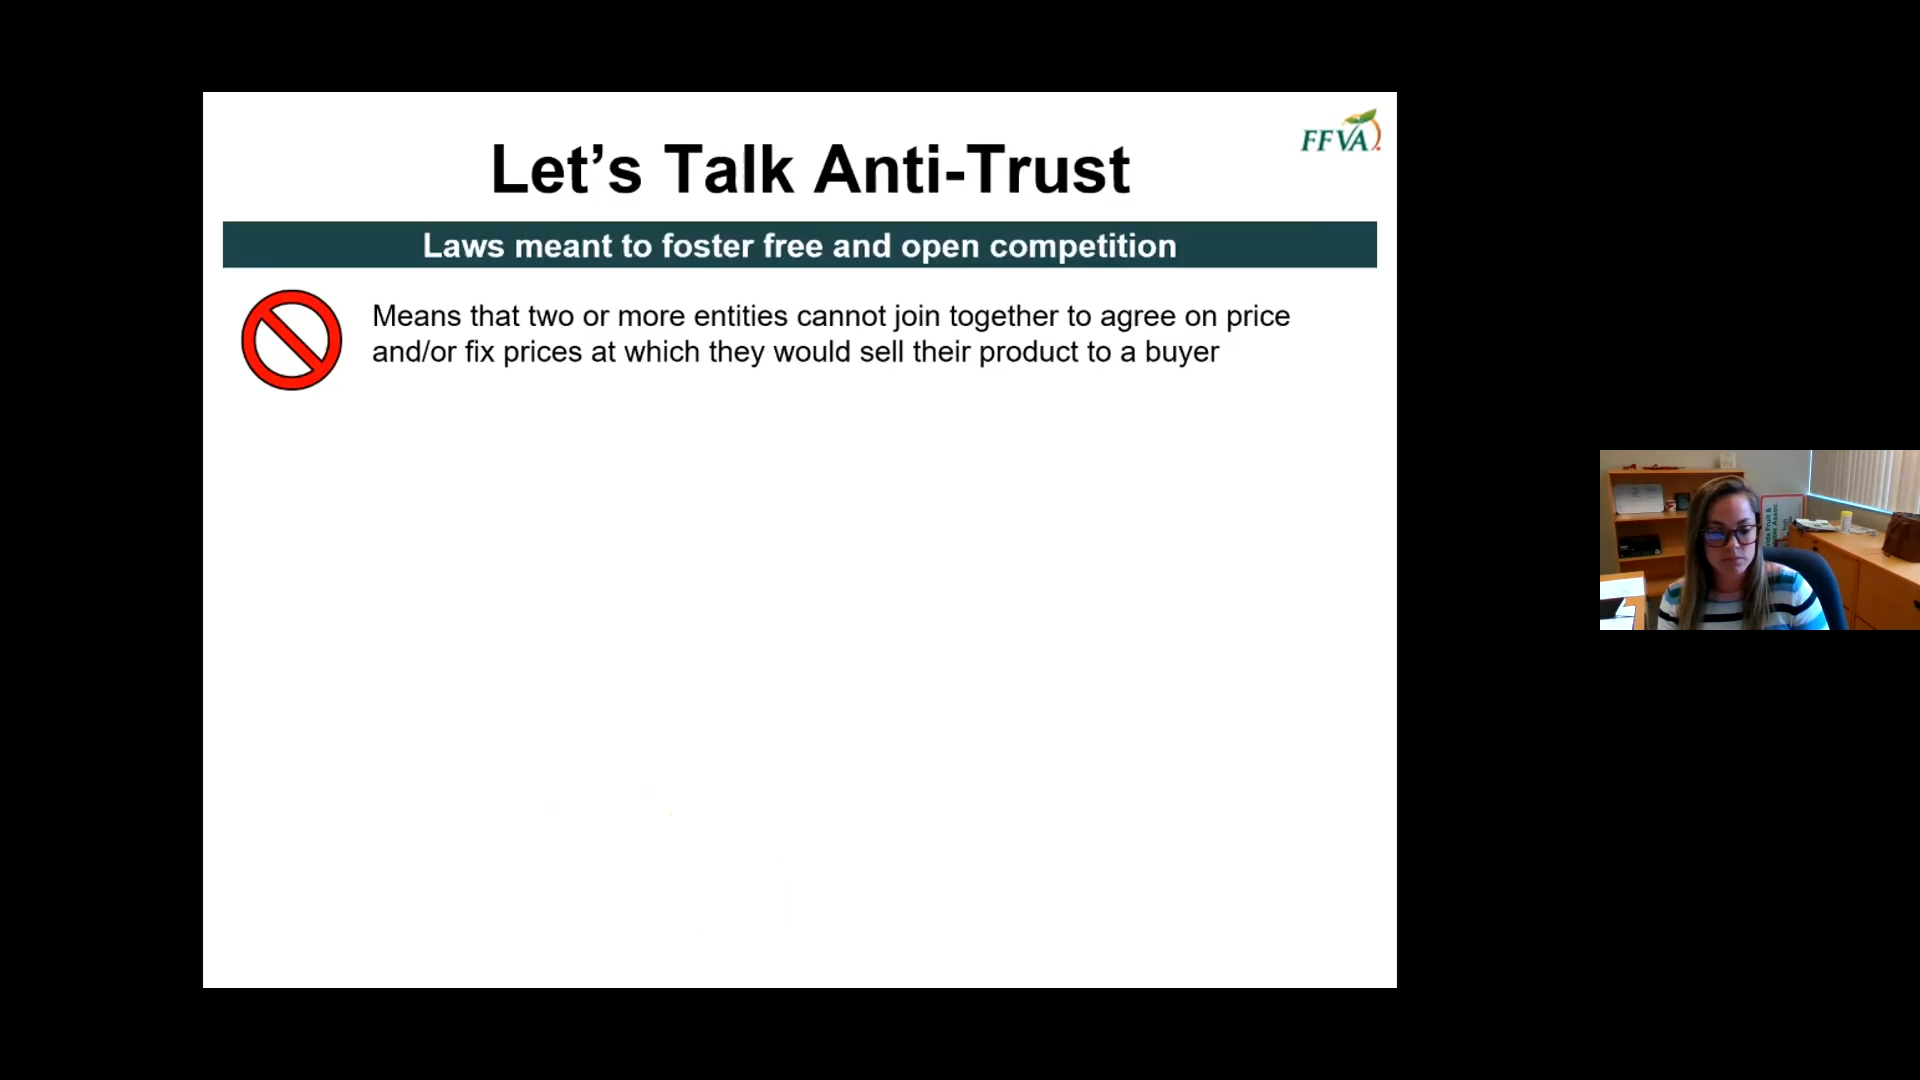 FFVA
Let’s Talk Anti-Trust
Laws meant to foster free and open competition
Means that two or more entities cannot join together to agree on price
and/or fix prices at which they would sell their product to a buyer